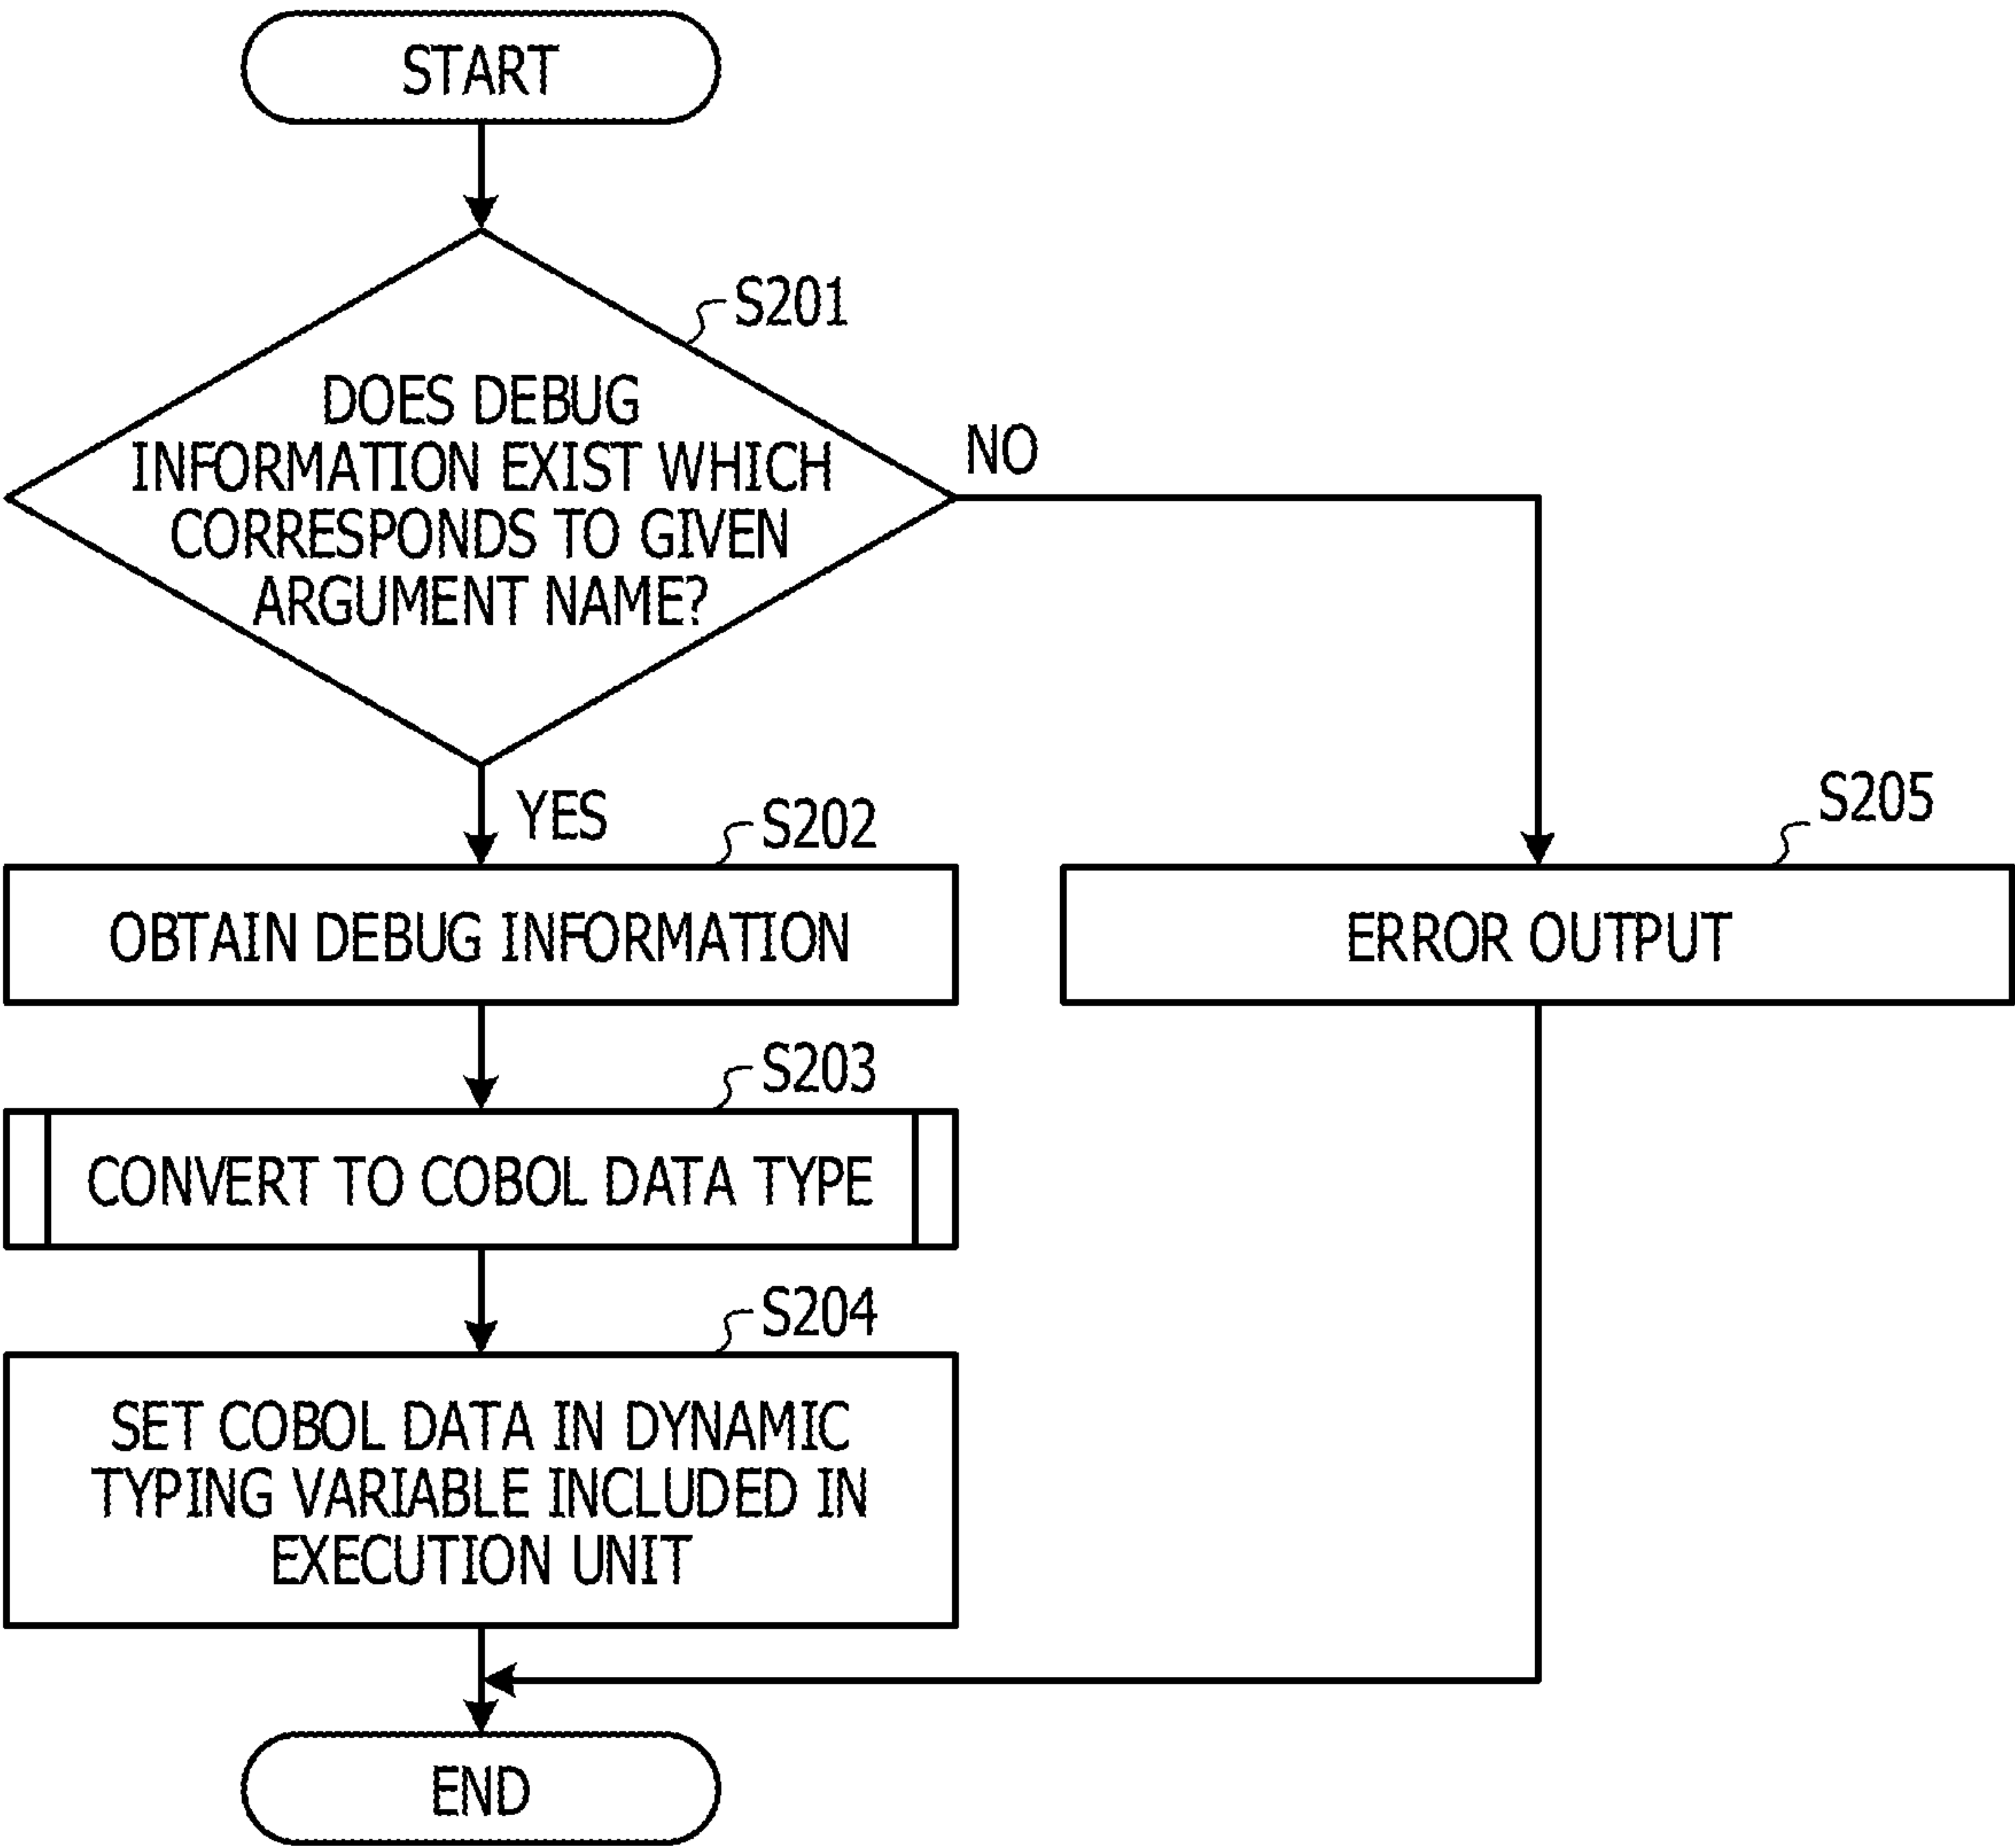 START
S201
DOES DEBUG
INFORMATION EXIST WHICH
CORRESPONDS TO GIVEN
ARGUMENT NAME?
NO
YES
S202
OBTAIN DEBUG INFORMATION
S205
ERROR OUTPUT
S203
CONVERT TO COBOL DATA TYPE
S204
SET COBOL DATA IN DYNAMIC
TYPING VARIABLE INCLUDED IN
EXECUTION UNIT
END